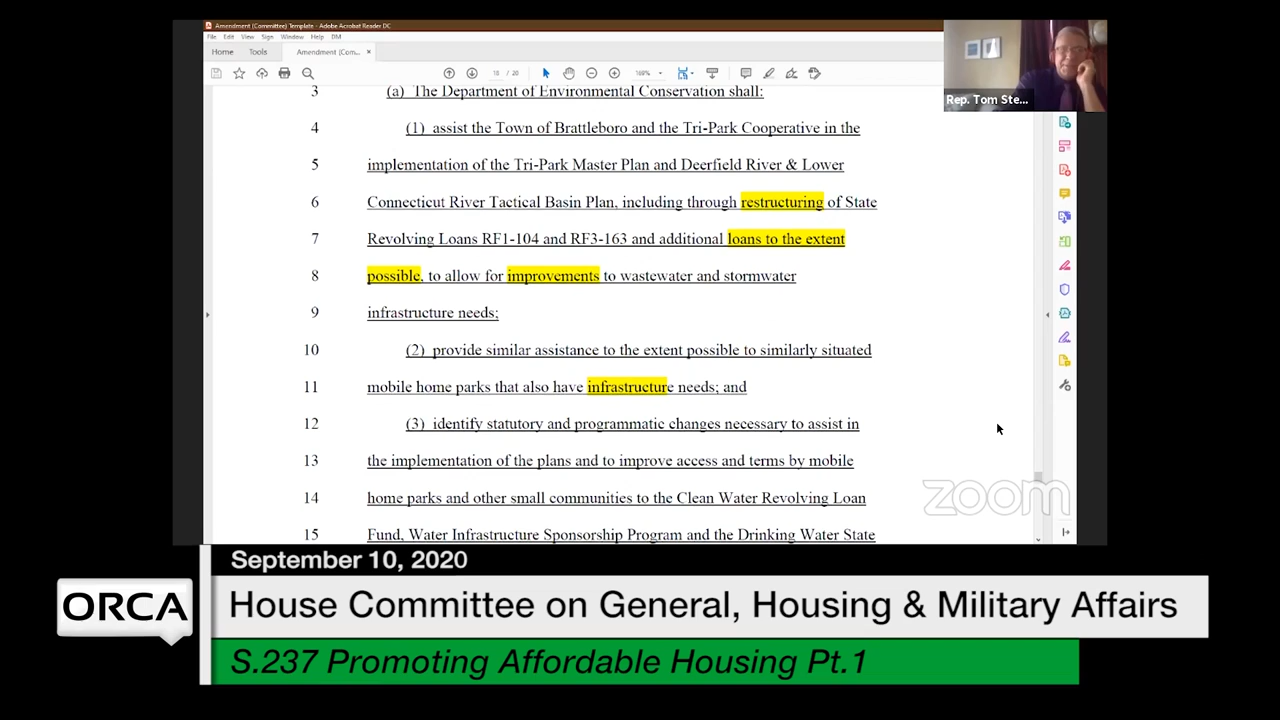 Amendment (Committee) Template - Adobe Acrobat Reader DC
File Edit View Sign Window Help DM
Home Tools Amendment (Com... ×
18 / 20 169%
Rep. Tom Ste...
3 (a) The Department of Environmental Conservation shall:
4 (1) assist the Town of Brattleboro and the Tri-Park Cooperative in the
5 implementation of the Tri-Park Master Plan and Deerfield River & Lower
6 Connecticut River Tactical Basin Plan, including through restructuring of State
7 Revolving Loans RF1-104 and RF3-163 and additional loans to the extent
8 possible, to allow for improvements to wastewater and stormwater
9 infrastructure needs;
10 (2) provide similar assistance to the extent possible to similarly situated
11 mobile home parks that also have infrastructure needs; and
12 (3) identify statutory and programmatic changes necessary to assist in
13 the implementation of the plans and to improve access and terms by mobile
14 home parks and other small communities to the Clean Water Revolving Loan
15 Fund, Water Infrastructure Sponsorship Program and the Drinking Water State
zoom
September 10, 2020
ORCA
House Committee on General, Housing & Military Affairs
S.237 Promoting Affordable Housing Pt.1